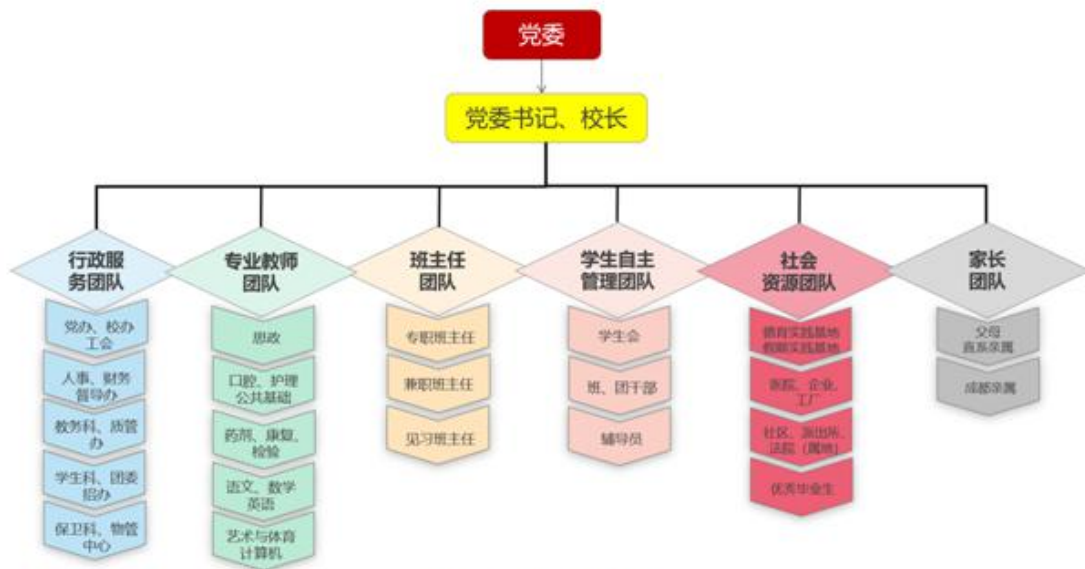 党委
党委书记、校长
行政服
务团队
党办、校办
工会
人事、财务
督导办
教务科、质管
办
学生科、团委
招办
保卫科、物管
中心
专业教师
团队
思政
口腔、护理
公共基础
药剂、康复、
检验
语文、数学
英语
艺术与体育
计算机
班主任
团队
专职班主任
兼职班主任
见习班主任
学生自主
管理团队
学生会
班、团干部
辅导员
社会
资源团队
德育实践基地
假期实践基地
医院、企业、
工厂
社区、派出所、
法院（属地）
优秀毕业生
家长
团队
父母
直系亲属
成都亲属